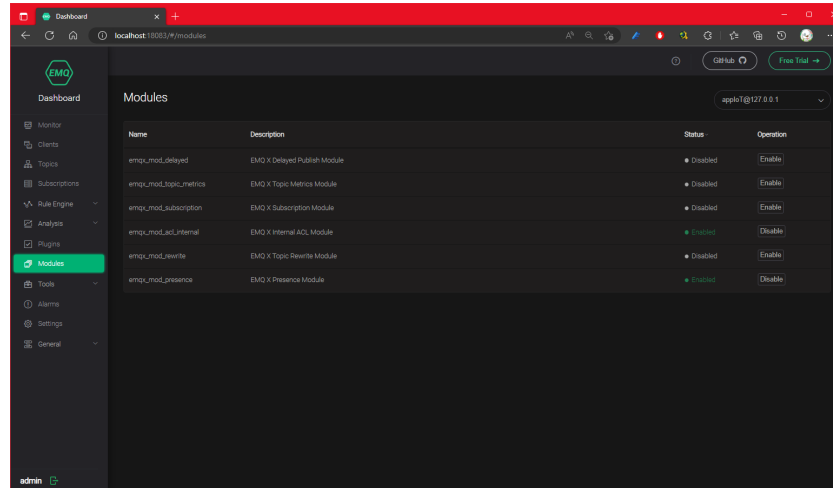 Dashboard
localhost:18083/#/modules
EMQ
Dashboard
GitHub
Free Trial →
Modules
appIoT@127.0.0.1
Monitor
Clients
Topics
Subscriptions
Rule Engine
Analysis
Plugins
Modules
Tools
Alarms
Settings
General
admin
Name Description Status Operation
emqx_mod_delayed EMQ X Delayed Publish Module Disabled Enable
emqx_mod_topic_metrics EMQ X Topic Metrics Module Disabled Enable
emqx_mod_subscription EMQ X Subscription Module Disabled Enable
emqx_mod_acl_internal EMQ X Internal ACL Module Enabled Disable
emqx_mod_rewrite EMQ X Topic Rewrite Module Disabled Enable
emqx_mod_presence EMQ X Presence Module Enabled Disable